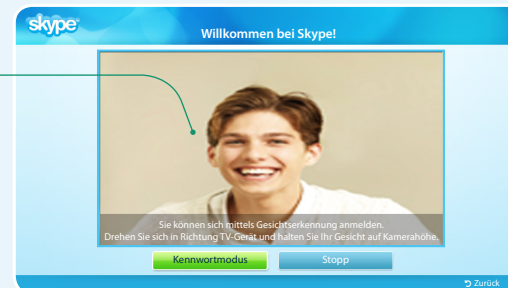 skype
Willkommen bei Skype!
Sie können sich mittels Gesichtserkennung anmelden.
Drehen Sie sich in Richtung TV-Gerät und halten Sie Ihr Gesicht auf Kamerahöhe.
Kennwortmodus Stopp
Zurück